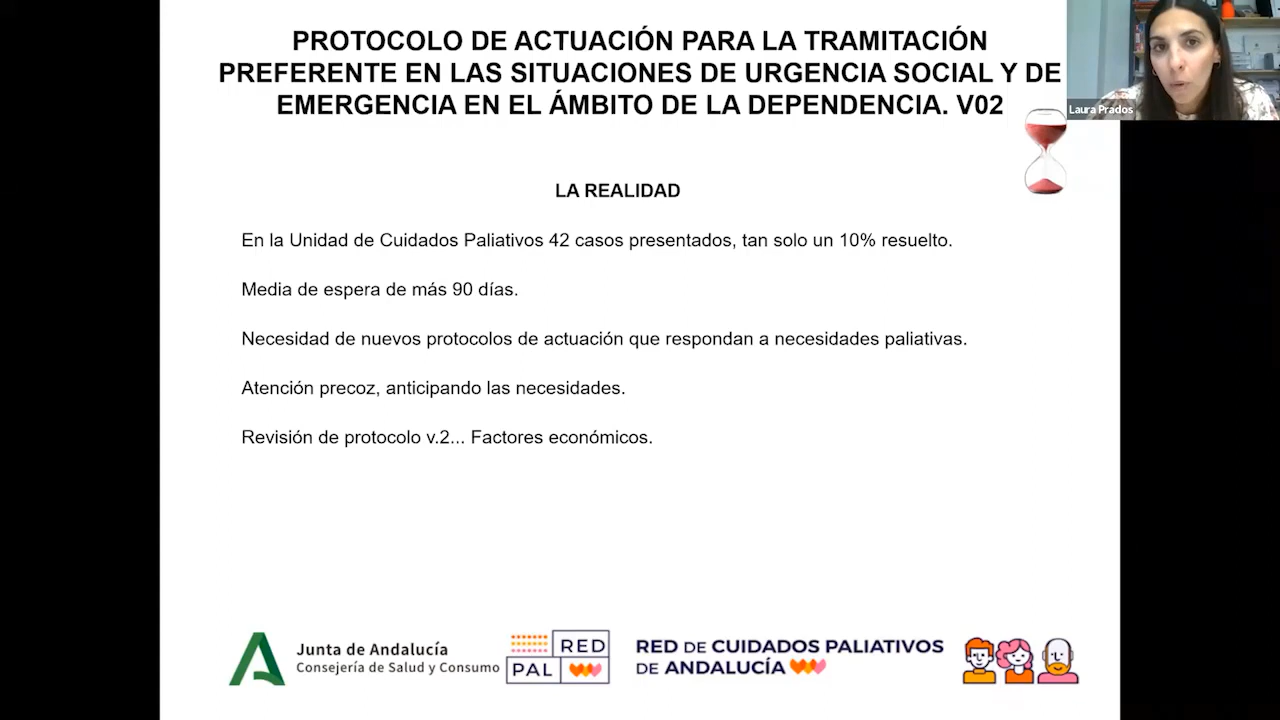 PROTOCOLO DE ACTUACIÓN PARA LA TRAMITACIÓN
PREFERENTE EN LAS SITUACIONES DE URGENCIA SOCIAL Y DE
EMERGENCIA EN EL ÁMBITO DE LA DEPENDENCIA. V02
Laura Prados
LA REALIDAD
En la Unidad de Cuidados Paliativos 42 casos presentados, tan solo un 10% resuelto.
Media de espera de más 90 días.
Necesidad de nuevos protocolos de actuación que respondan a necesidades paliativas.
Atención precoz, anticipando las necesidades.
Revisión de protocolo v.2... Factores económicos.
Junta de Andalucía
Consejería de Salud y Consumo
RED
PAL
RED DE CUIDADOS PALIATIVOS
DE ANDALUCÍA